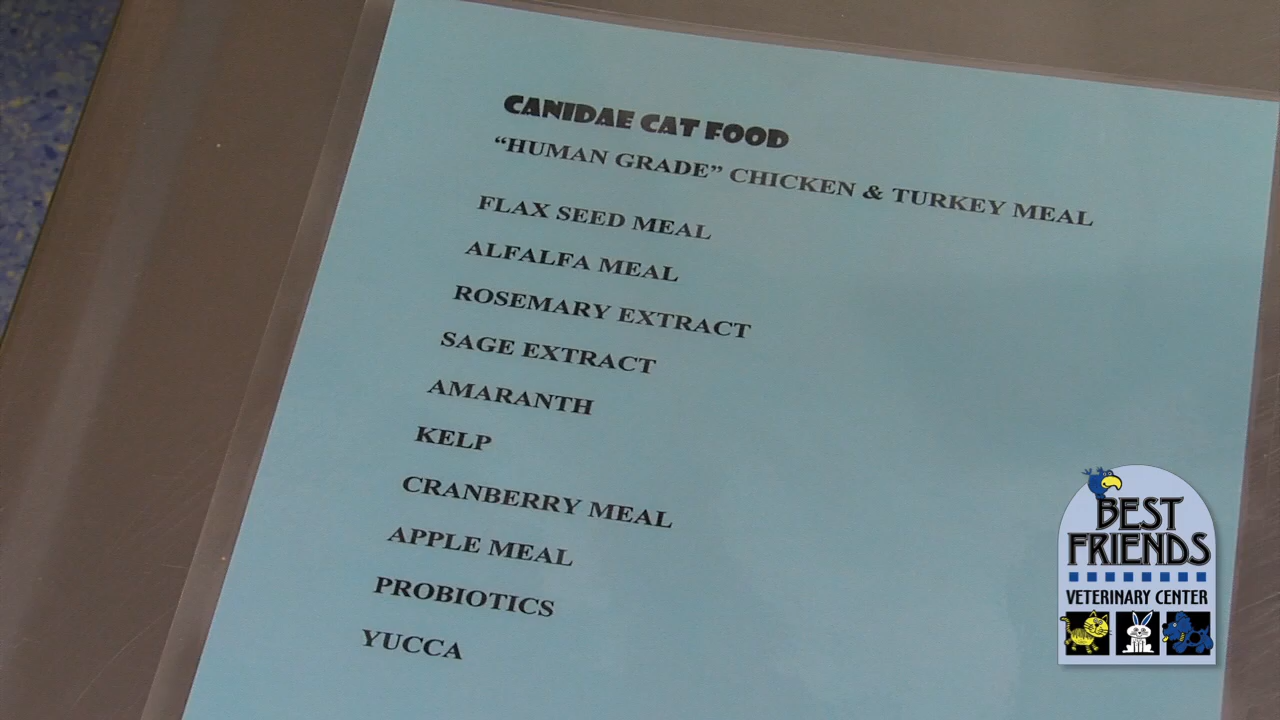 CANIDAE CAT FOOD
“HUMAN GRADE” CHICKEN & TURKEY MEAL
FLAX SEED MEAL
ALFALFA MEAL
ROSEMARY EXTRACT
SAGE EXTRACT
AMARANTH
KELP
CRANBERRY MEAL
APPLE MEAL
PROBIOTICS
YUCCA
BEST
FRIENDS
VETERINARY CENTER